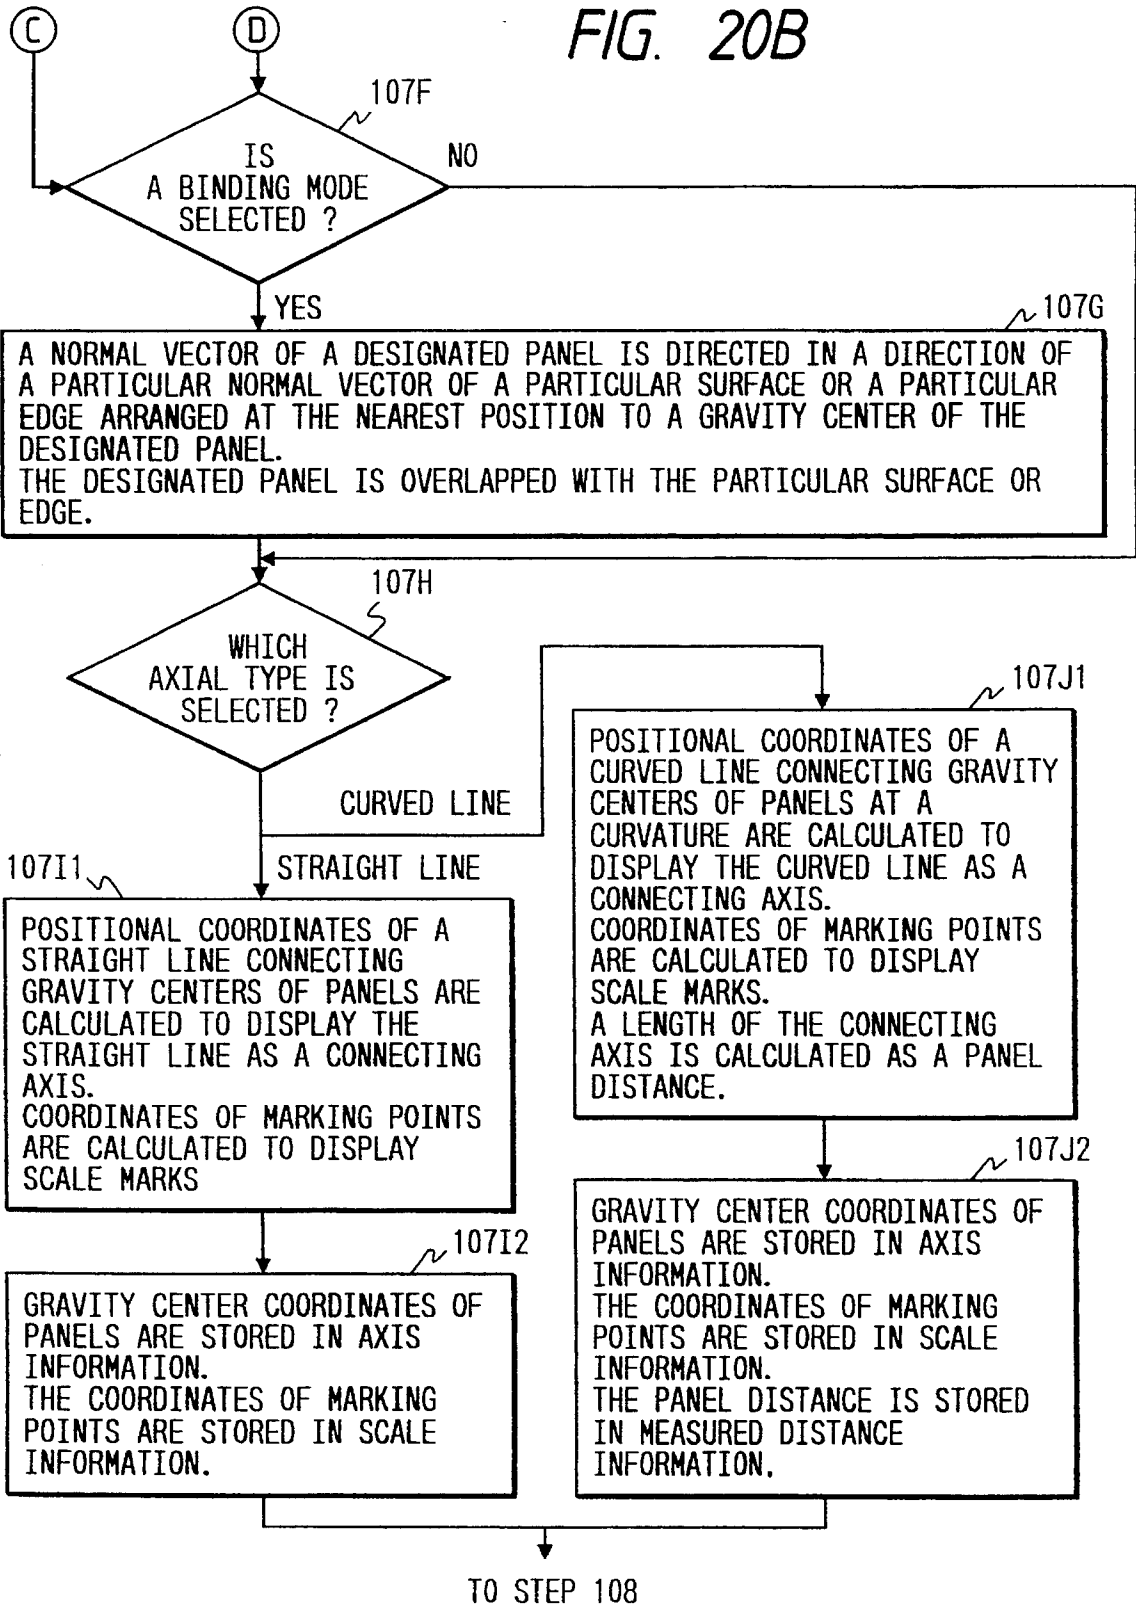 C
D
FIG. 20B
107F
IS
A BINDING MODE
SELECTED ?
NO
YES
107G
A NORMAL VECTOR OF A DESIGNATED PANEL IS DIRECTED IN A DIRECTION OF
A PARTICULAR NORMAL VECTOR OF A PARTICULAR SURFACE OR A PARTICULAR
EDGE ARRANGED AT THE NEAREST POSITION TO A GRAVITY CENTER OF THE
DESIGNATED PANEL.
THE DESIGNATED PANEL IS OVERLAPPED WITH THE PARTICULAR SURFACE OR
EDGE.
107H
WHICH
AXIAL TYPE IS
SELECTED ?
CURVED LINE
STRAIGHT LINE
107I1
POSITIONAL COORDINATES OF A
STRAIGHT LINE CONNECTING
GRAVITY CENTERS OF PANELS ARE
CALCULATED TO DISPLAY THE
STRAIGHT LINE AS A CONNECTING
AXIS.
COORDINATES OF MARKING POINTS
ARE CALCULATED TO DISPLAY
SCALE MARKS
107I2
GRAVITY CENTER COORDINATES OF
PANELS ARE STORED IN AXIS
INFORMATION.
THE COORDINATES OF MARKING
POINTS ARE STORED IN SCALE
INFORMATION.
107J1
POSITIONAL COORDINATES OF A
CURVED LINE CONNECTING GRAVITY
CENTERS OF PANELS AT A
CURVATURE ARE CALCULATED TO
DISPLAY THE CURVED LINE AS A
CONNECTING AXIS.
COORDINATES OF MARKING POINTS
ARE CALCULATED TO DISPLAY
SCALE MARKS.
A LENGTH OF THE CONNECTING
AXIS IS CALCULATED AS A PANEL
DISTANCE.
107J2
GRAVITY CENTER COORDINATES OF
PANELS ARE STORED IN AXIS
INFORMATION.
THE COORDINATES OF MARKING
POINTS ARE STORED IN SCALE
INFORMATION.
THE PANEL DISTANCE IS STORED
IN MEASURED DISTANCE
INFORMATION.
TO STEP 108